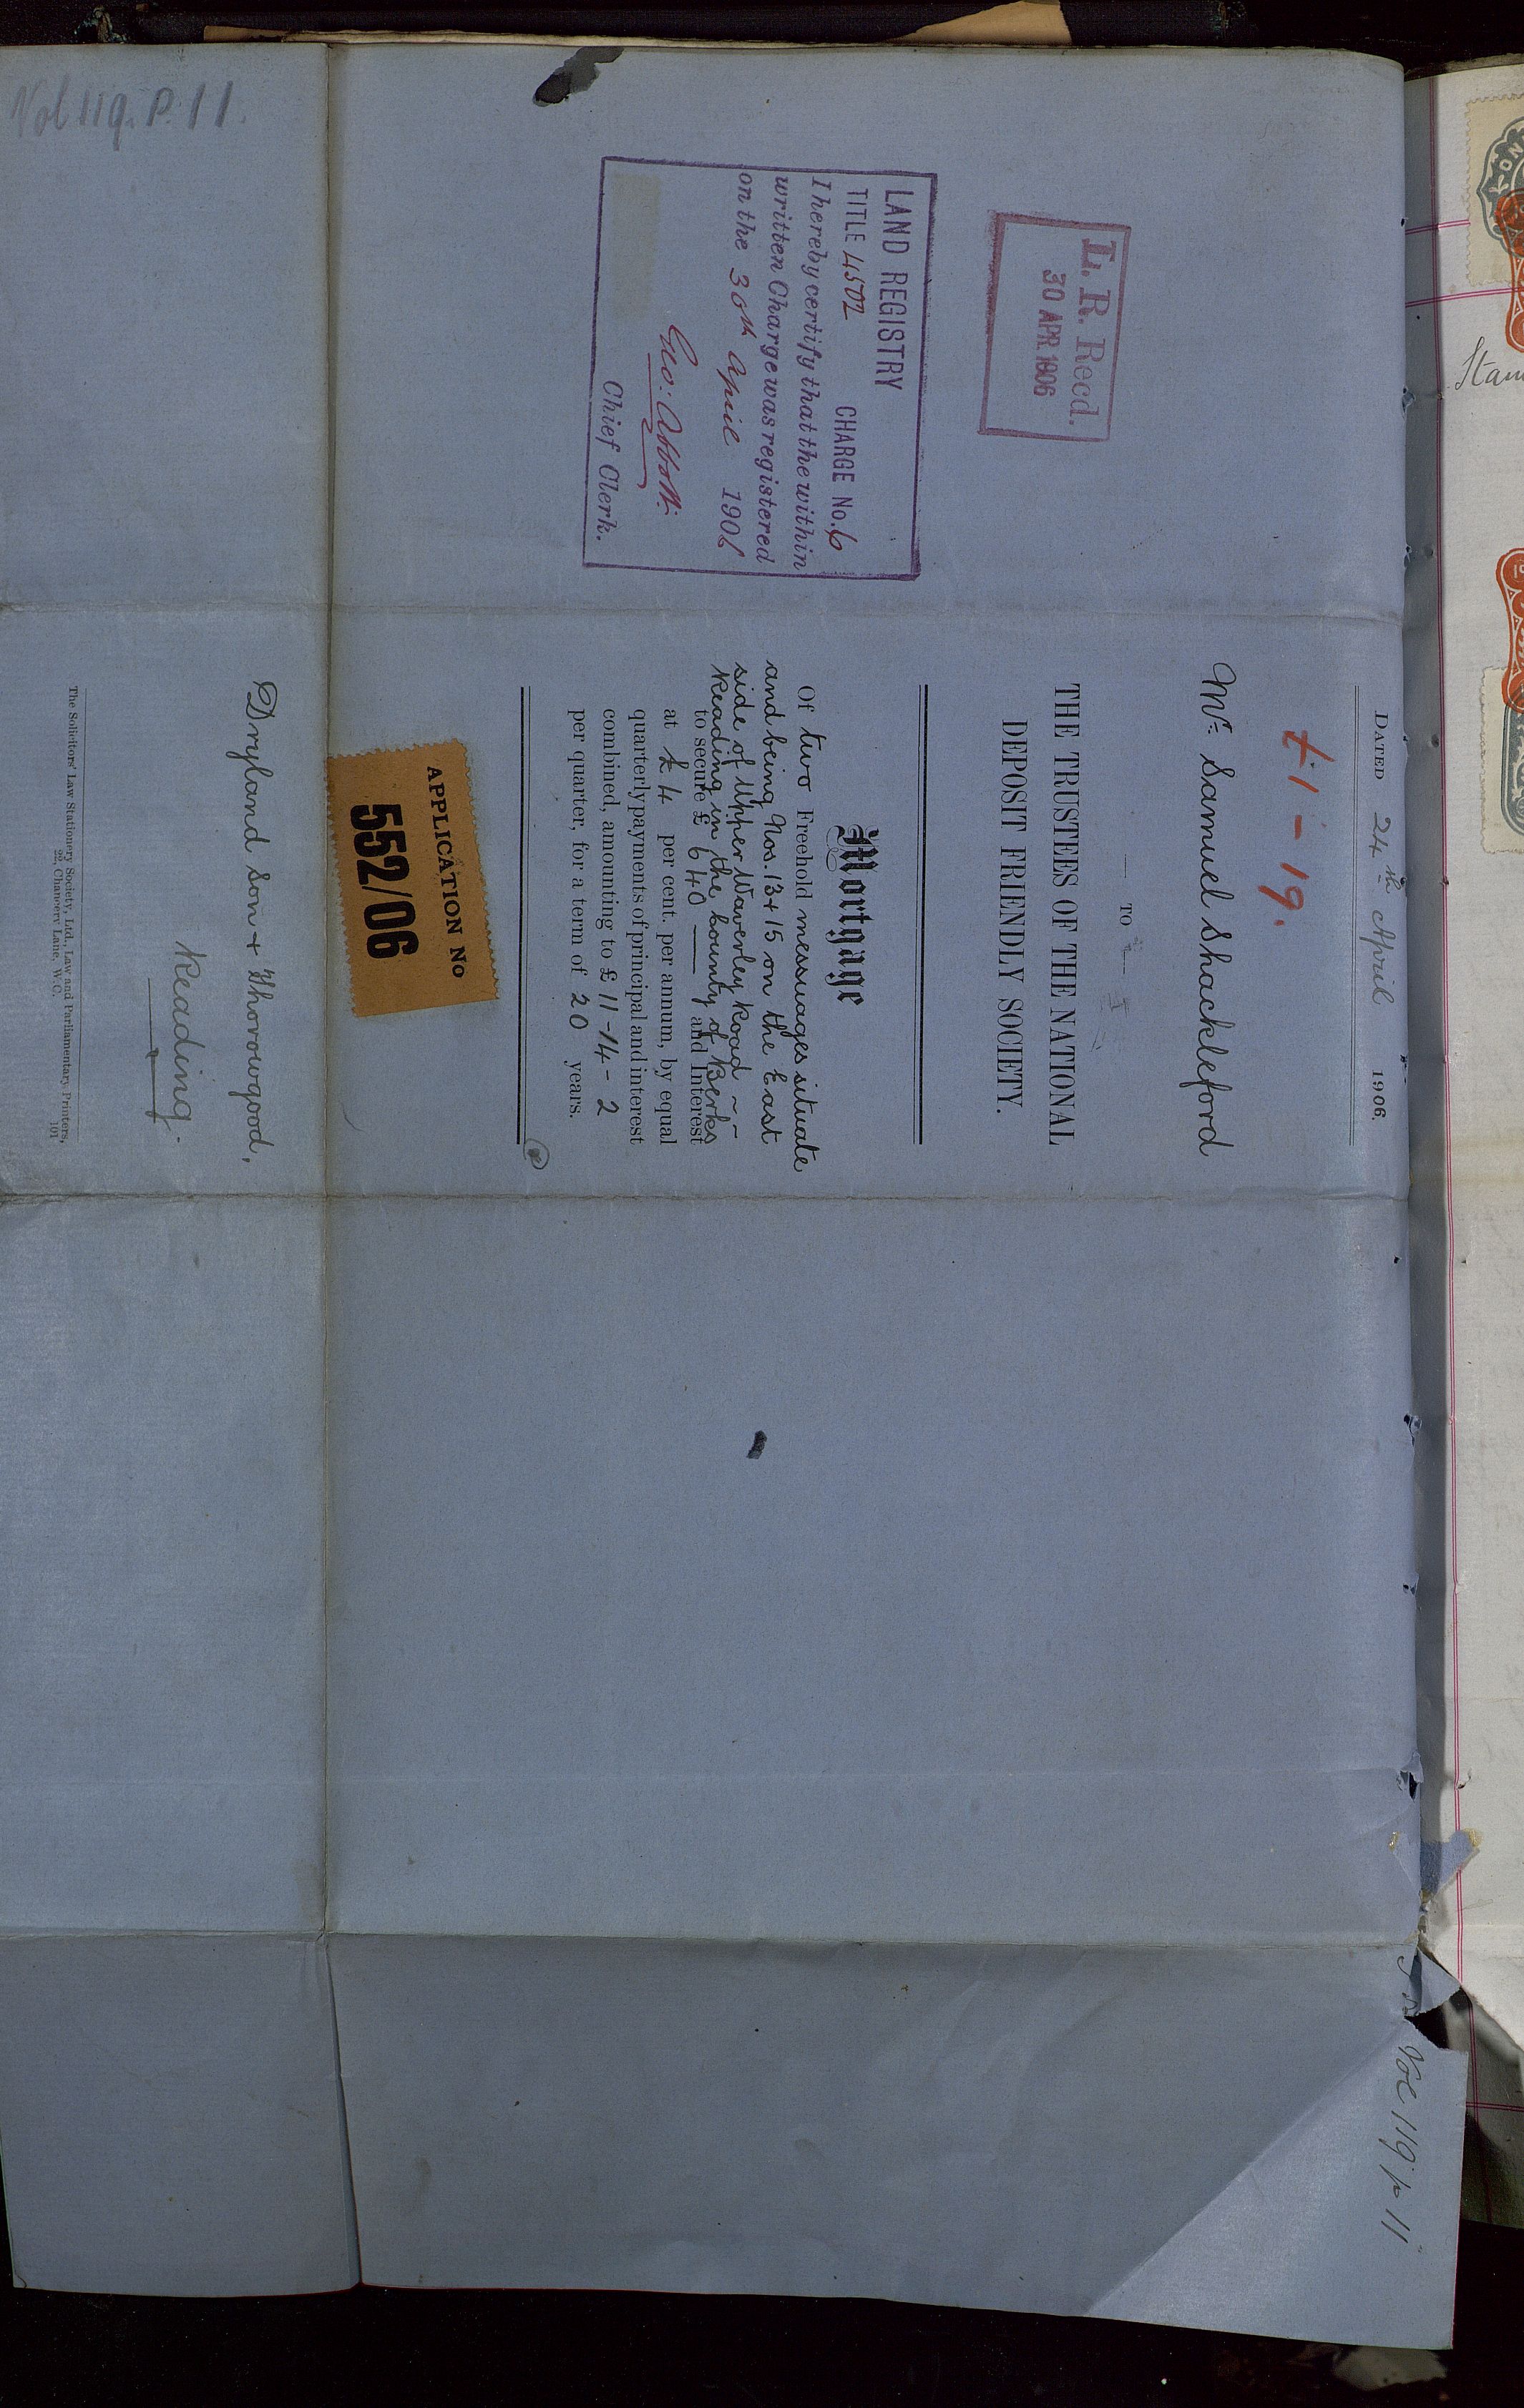 DATED 24th April 1906.
£1-19.
Mr. Samuel Shackleford
TO
THE TRUSTEES OF THE NATIONAL
DEPOSIT FRIENDLY SOCIETY.
Mortgage
Of two Freehold messuages situate
and being Nos. 13 + 15 on the East
side of Upper Waverley Road
Reading in the County of Berks
to secure £640 and Interest
at £4 per cent. per annum, by equal
quarterly payments of principal and interest
combined, amounting to £11-14-2
per quarter, for a term of 20 years.
APPLICATION No
552/06
Dryland Son + Thorowgood,
Reading.
The Solicitors' Law Stationery Society, Ltd., Law and Parliamentary Printers,
22, Chancery Lane, W.C. 101
L. R. Recd.
30 APR 1906
LAND REGISTRY
TITLE 4502 CHARGE No. 6
I hereby certify that the within
written Charge was registered
on the 30th April 1906
Geo: Abbott:
Chief Clerk.
Vol 119. P. 11.
Vol 119 p 11
Stam